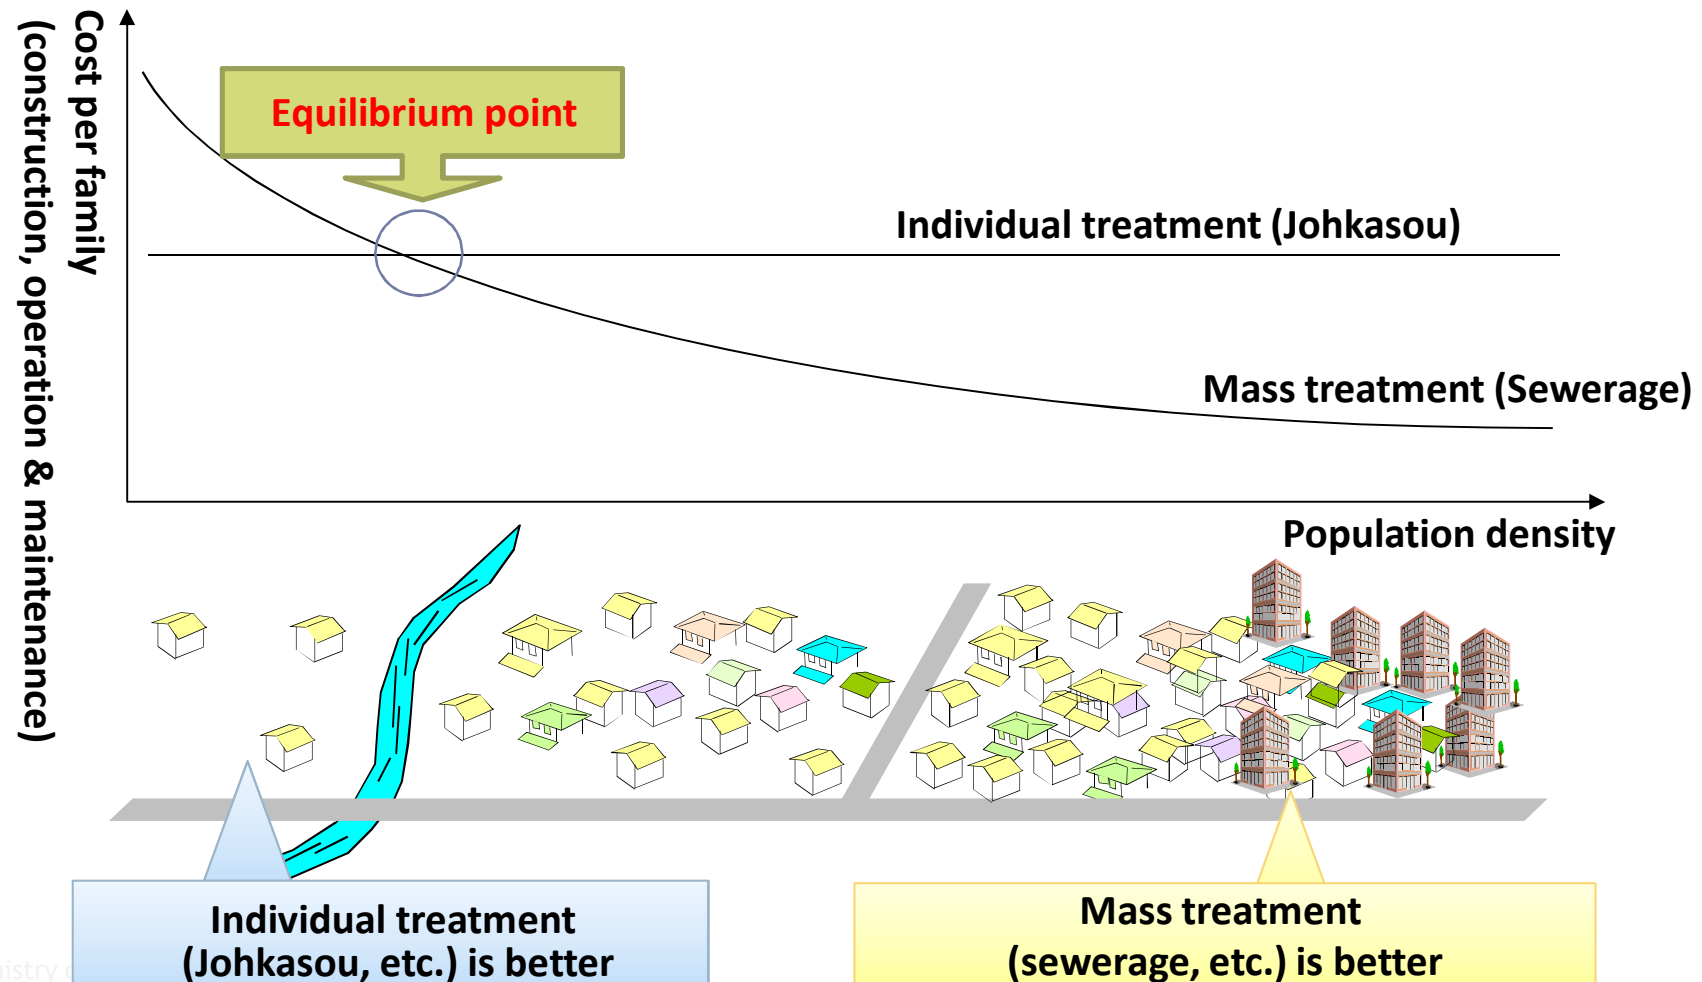 Cost per family
(construction, operation & maintenance)
Equilibrium point
Individual treatment (Johkasou)
Mass treatment (Sewerage)
Population density
Individual treatment
(Johkasou, etc.) is better
Mass treatment
(sewerage, etc.) is better